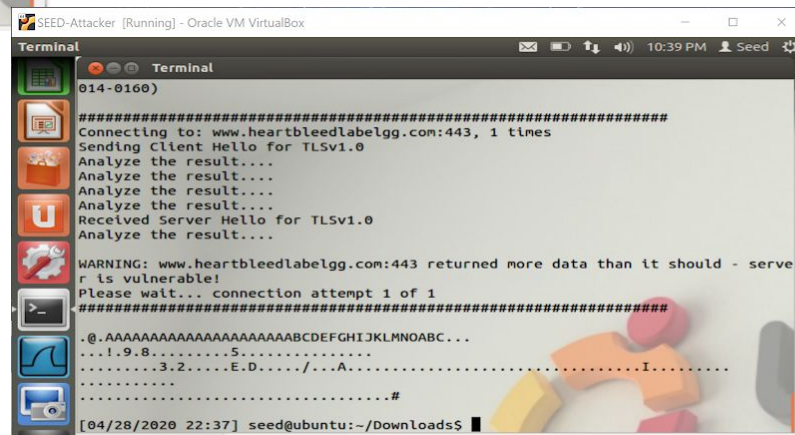 SEED-Attacker [Running] - Oracle VM VirtualBox
Terminal 10:39 PM Seed
Terminal
014-0160)
##################################################################
Connecting to: www.heartbleedlabelgg.com:443, 1 times
Sending Client Hello for TLSv1.0
Analyze the result....
Analyze the result....
Analyze the result....
Analyze the result....
Received Server Hello for TLSv1.0
Analyze the result....
WARNING: www.heartbleedlabelgg.com:443 returned more data than it should - serve
r is vulnerable!
Please wait... connection attempt 1 of 1
##################################################################
.@.AAAAAAAAAAAAAAAAAAAAAABCDEFGHIJKLMNOABC...
...!.9.8.........5...............
.........3.2.....E.D...../...A.................................I.........
...........
...................................#
[04/28/2020 22:37] seed@ubuntu:~/Downloads$